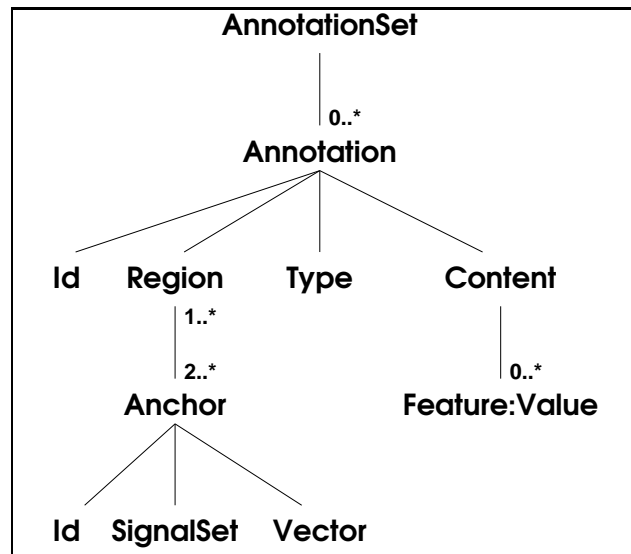 AnnotationSet
0..*
Annotation
Id Region Type Content
1..*
2..* 0..*
Anchor Feature:Value
Id SignalSet Vector